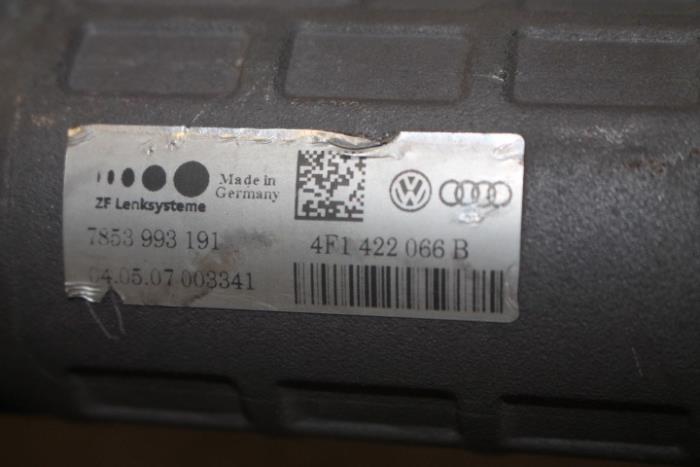 ZF Lenksysteme
Made in
Germany
7853 993 191
4F1 422 066 B
04.05.07 003341